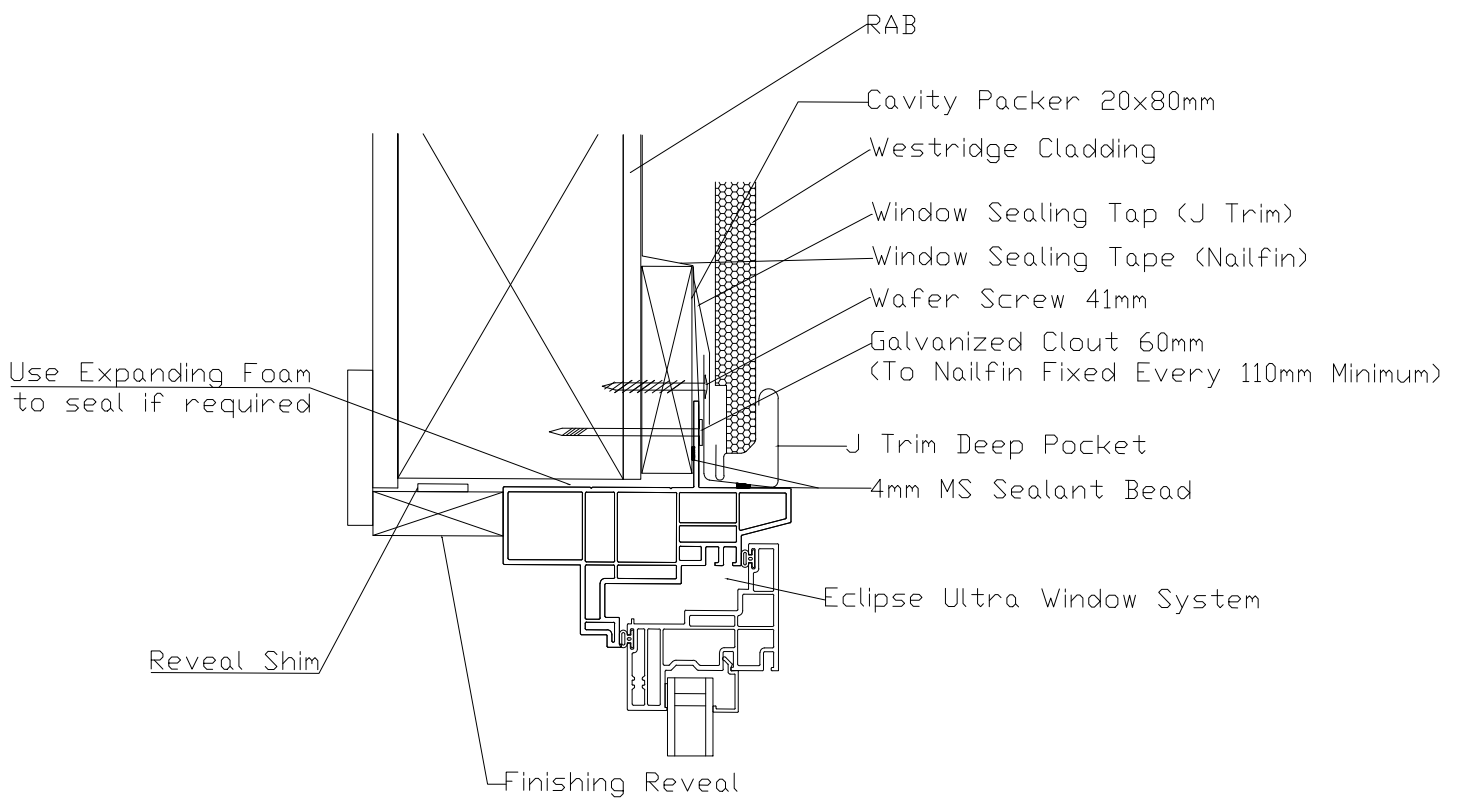 RAB
Cavity Packer 20x80mm
Westridge Cladding
Window Sealing Tap (J Trim)
Window Sealing Tape (Nailfin)
Wafer Screw 41mm
Galvanized Clout 60mm
(To Nailfin Fixed Every 110mm Minimum)
Use Expanding Foam
to seal if required
J Trim Deep Pocket
4mm MS Sealant Bead
Eclipse Ultra Window System
Reveal Shim
Finishing Reveal